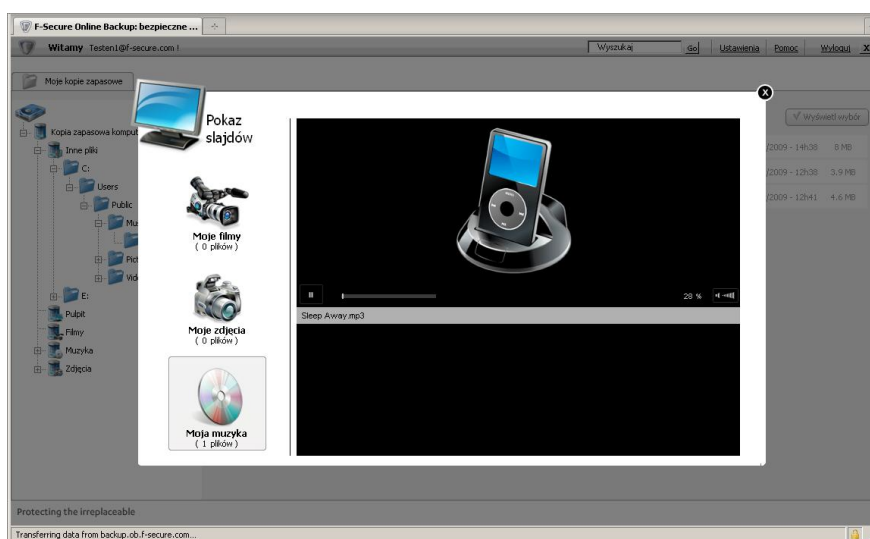 F-Secure Online Backup: bezpieczne ...
Witamy Testen1@f-secure.com !
Wyszukaj Go Ustawienia Pomoc Wyloguj X
Moje kopie zapasowe
Wyświetl wybór
Kopia zapasowa komput
Inne pliki
C:
Users
Public
Mu
Pict
Vide
E:
Pulpit
Filmy
Muzyka
Zdjęcia
/2009 - 14h38 8 MB
/2009 - 12h38 3.9 MB
/2009 - 12h41 4.6 MB
X
Pokaz
slajdów
Moje filmy
( 0 plików )
Moje zdjęcia
( 0 plików )
Moja muzyka
( 1 plików )
28 %
Sleep Away.mp3
Protecting the irreplaceable
Transferring data from backup.ob.f-secure.com...